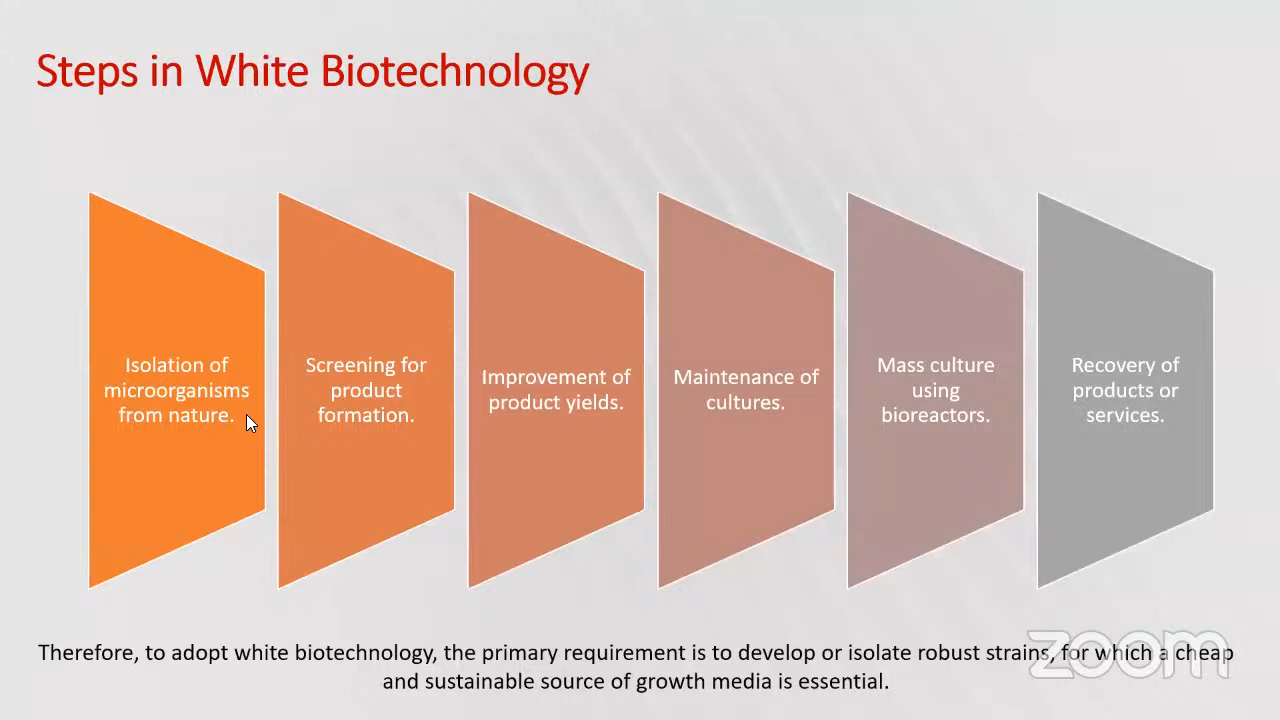 Steps in White Biotechnology
Isolation of
microorganisms
from nature.
Screening for
product
formation.
Improvement of
product yields.
Maintenance of
cultures.
Mass culture
using
bioreactors.
Recovery of
products or
services.
Therefore, to adopt white biotechnology, the primary requirement is to develop or isolate robust strains, for which a cheap
and sustainable source of growth media is essential.
zoom